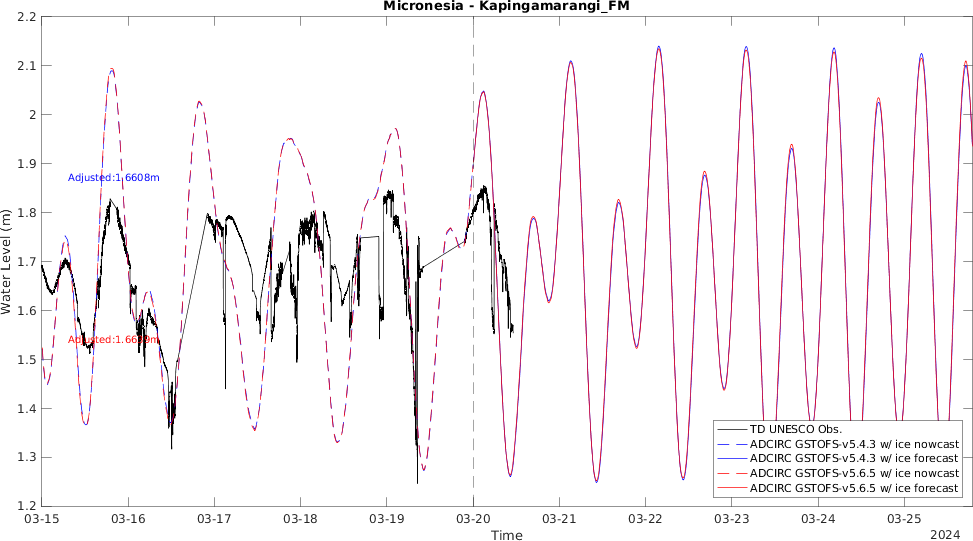 Micronesia - Kapingamarangi_FM
2.2
2.1
2
1.9
1.8
1.7
1.6
1.5
1.4
1.3
1.2
Water Level (m)
Adjusted:1.6608m
03-15
03-16
03-17
03-18
03-19
03-20
03-21
03-22
03-23
03-24
03-25
Time
2024
TD UNESCO Obs.
ADCIRC GSTOFS-v5.4.3 w/ ice nowcast
ADCIRC GSTOFS-v5.4.3 w/ ice forecast
ADCIRC GSTOFS-v5.6.5 w/ ice nowcast
ADCIRC GSTOFS-v5.6.5 w/ ice forecast